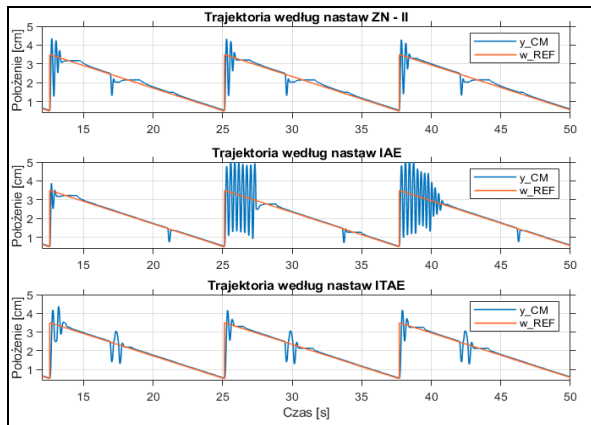 Trajektoria według nastaw ZN - II
Położenie [cm]
5
4
3
2
1
y_CM
w_REF
15 20 25 30 35 40 45 50
Trajektoria według nastaw IAE
Położenie [cm]
5
4
3
2
1
y_CM
w_REF
15 20 25 30 35 40 45 50
Trajektoria według nastaw ITAE
Położenie [cm]
5
4
3
2
1
y_CM
w_REF
15 20 25 30 35 40 45 50
Czas [s]